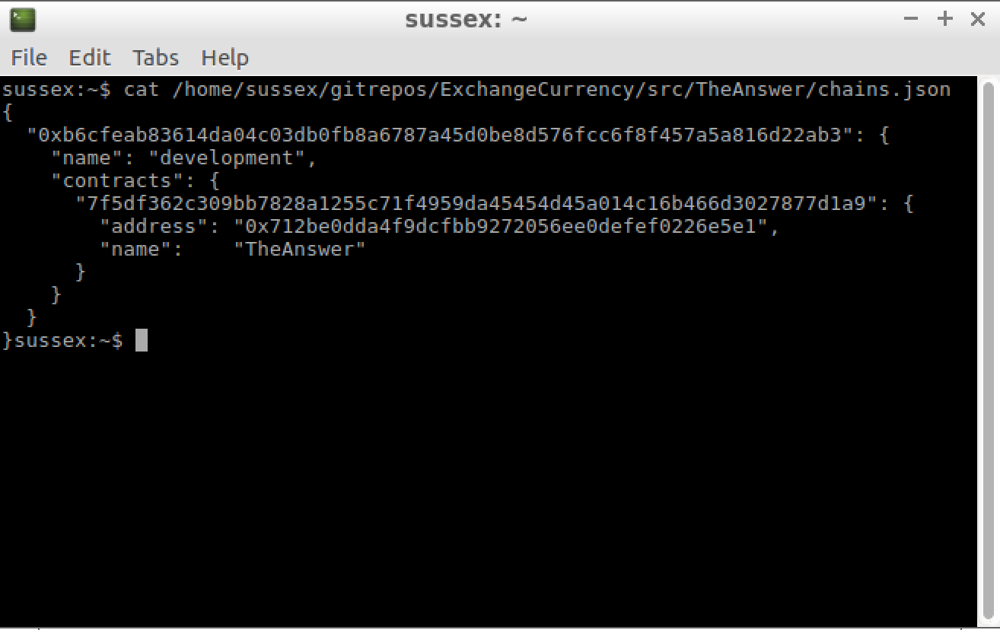 sussex: ~
File Edit Tabs Help
sussex:~$ cat /home/sussex/gitrepos/ExchangeCurrency/src/TheAnswer/chains.json
{
  "0xb6cfeab83614da04c03db0fb8a6787a45d0be8d576fcc6f8f457a5a816d22ab3": {
    "name": "development",
    "contracts": {
      "7f5df362c309bb7828a1255c71f4959da45454d45a014c16b466d3027877d1a9": {
        "address": "0x712be0dda4f9dcfbb9272056ee0defef0226e5e1",
        "name":    "TheAnswer"
      }
    }
  }
}sussex:~$